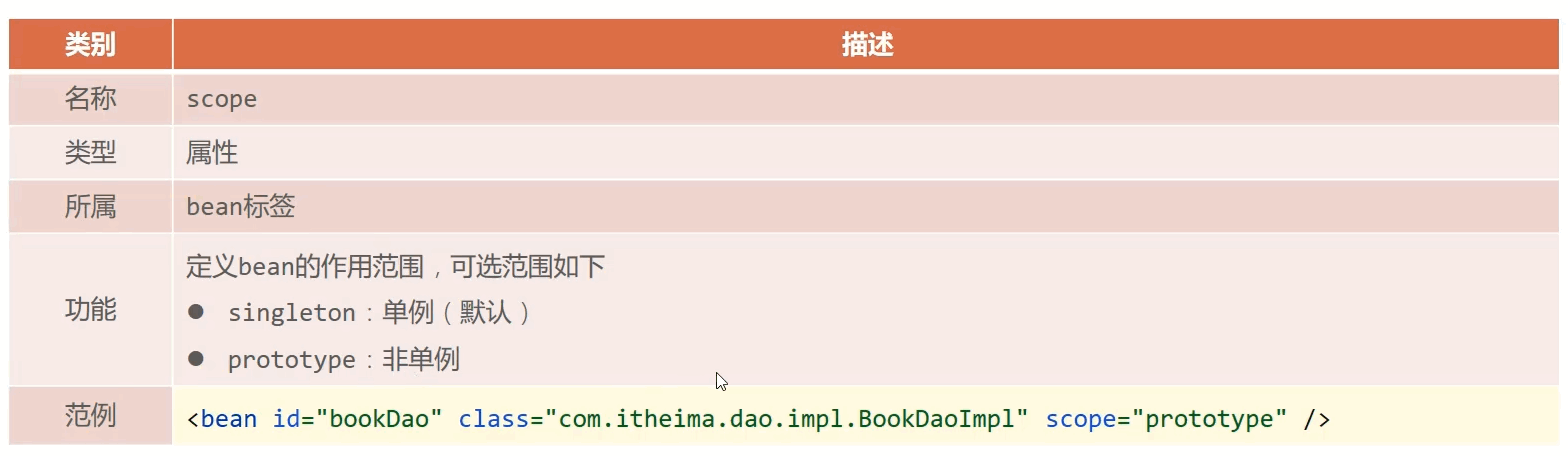 类别 描述
名称 scope
类型 属性
所属 bean标签
功能 定义bean的作用范围，可选范围如下
● singleton：单例（默认）
● prototype：非单例
范例 <bean id="bookDao" class="com.itheima.dao.impl.BookDaoImpl" scope="prototype" />